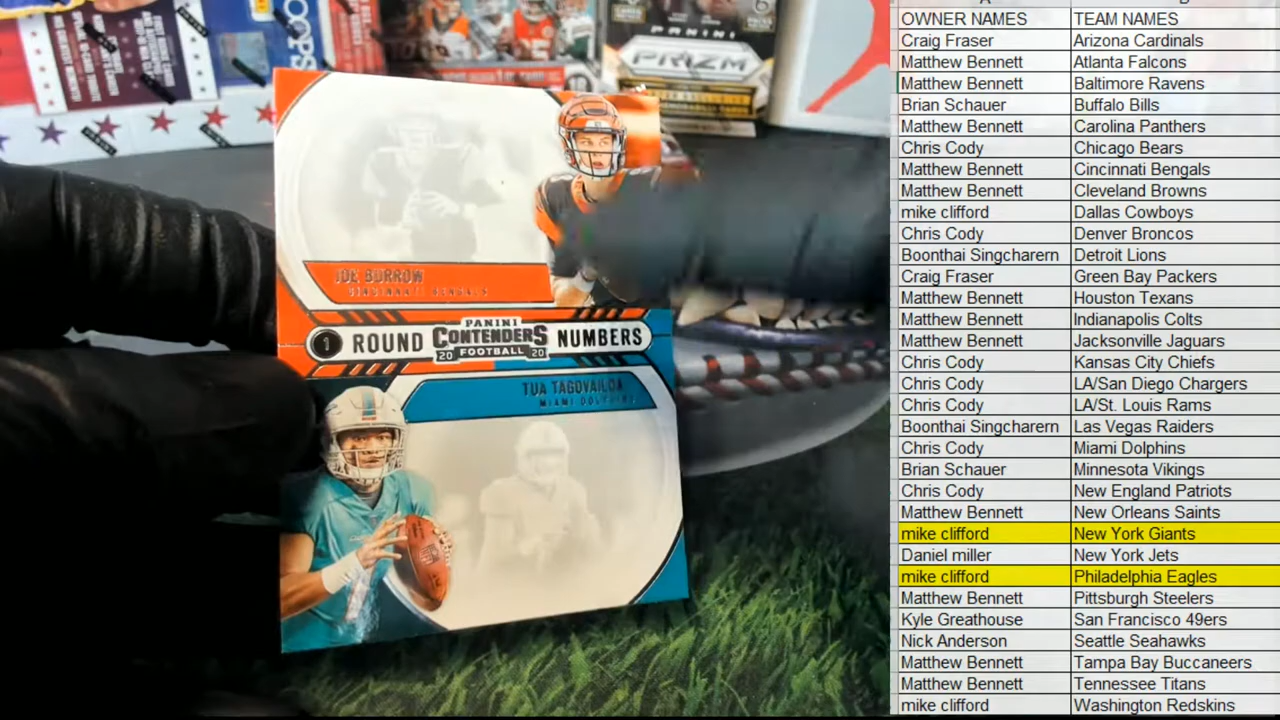 PANINI
PRIZM
JOE BURROW
CINCINNATI BENGALS
1 ROUND PANINI CONTENDERS NUMBERS
20 FOOTBALL 20
TUA TAGOVAILOA
MIAMI DOLPHINS
OWNER NAMES TEAM NAMES
Craig Fraser Arizona Cardinals
Matthew Bennett Atlanta Falcons
Matthew Bennett Baltimore Ravens
Brian Schauer Buffalo Bills
Matthew Bennett Carolina Panthers
Chris Cody Chicago Bears
Matthew Bennett Cincinnati Bengals
Matthew Bennett Cleveland Browns
mike clifford Dallas Cowboys
Chris Cody Denver Broncos
Boonthai Singcharern Detroit Lions
Craig Fraser Green Bay Packers
Matthew Bennett Houston Texans
Matthew Bennett Indianapolis Colts
Matthew Bennett Jacksonville Jaguars
Chris Cody Kansas City Chiefs
Chris Cody LA/San Diego Chargers
Chris Cody LA/St. Louis Rams
Boonthai Singcharern Las Vegas Raiders
Chris Cody Miami Dolphins
Brian Schauer Minnesota Vikings
Chris Cody New England Patriots
Matthew Bennett New Orleans Saints
mike clifford New York Giants
Daniel miller New York Jets
mike clifford Philadelphia Eagles
Matthew Bennett Pittsburgh Steelers
Kyle Greathouse San Francisco 49ers
Nick Anderson Seattle Seahawks
Matthew Bennett Tampa Bay Buccaneers
Matthew Bennett Tennessee Titans
mike clifford Washington Redskins